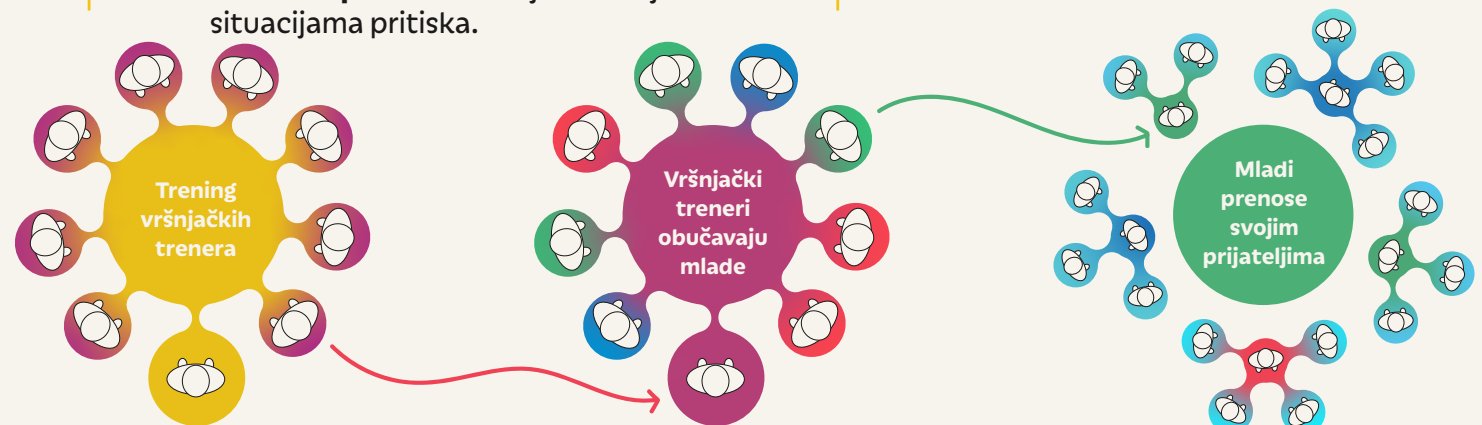 situacijama pritiska.
Trening
vršnjačkih
trenera
Vršnjački
treneri
obučavaju
mlade
Mladi
prenose
svojim
prijateljima